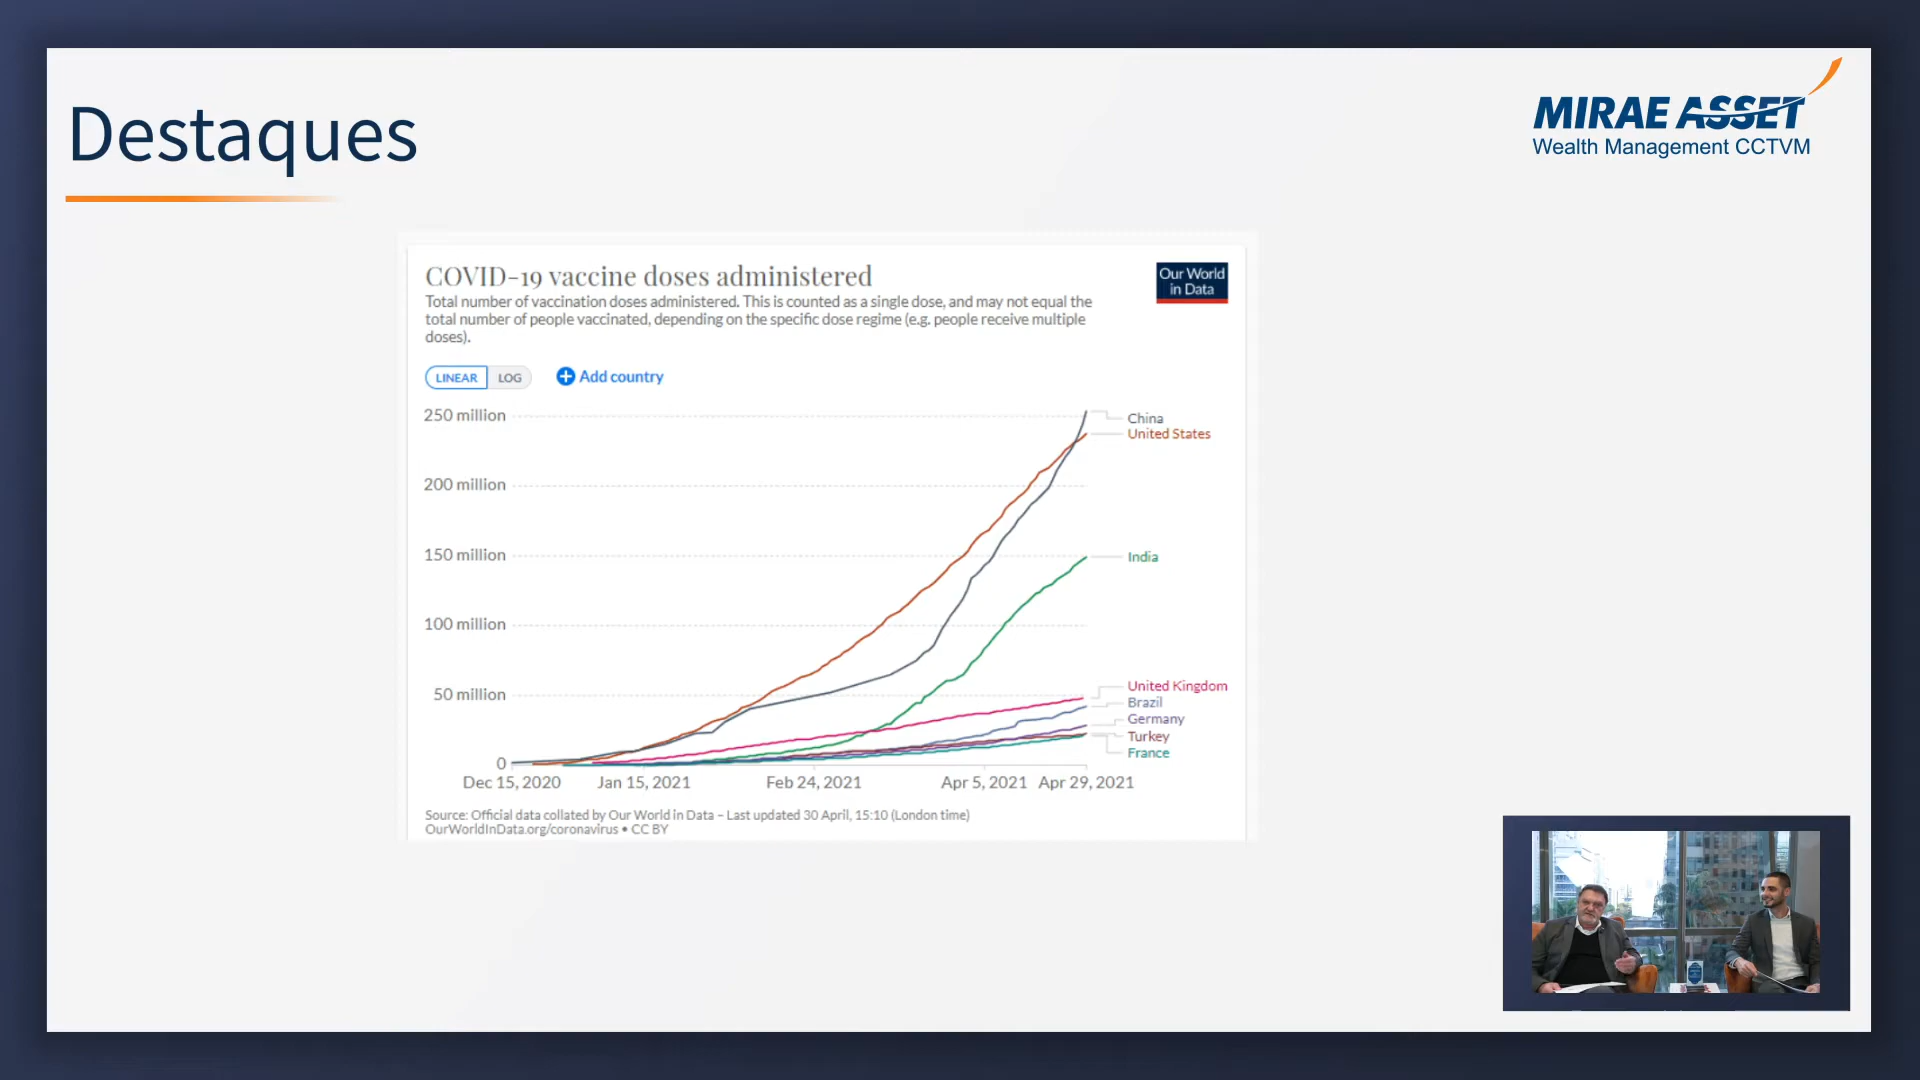 Destaques
MIRAE ASSET
Wealth Management CCTVM
COVID-19 vaccine doses administered
Our World
in Data
Total number of vaccination doses administered. This is counted as a single dose, and may not equal the
total number of people vaccinated, depending on the specific dose regime (e.g. people receive multiple
doses).
LINEAR LOG
Add country
250 million
200 million
150 million
100 million
50 million
0
China
United States
India
United Kingdom
Brazil
Germany
Turkey
France
Dec 15, 2020 Jan 15, 2021 Feb 24, 2021 Apr 5, 2021 Apr 29, 2021
Source: Official data collated by Our World in Data – Last updated 30 April, 15:10 (London time)
OurWorldInData.org/coronavirus • CC BY